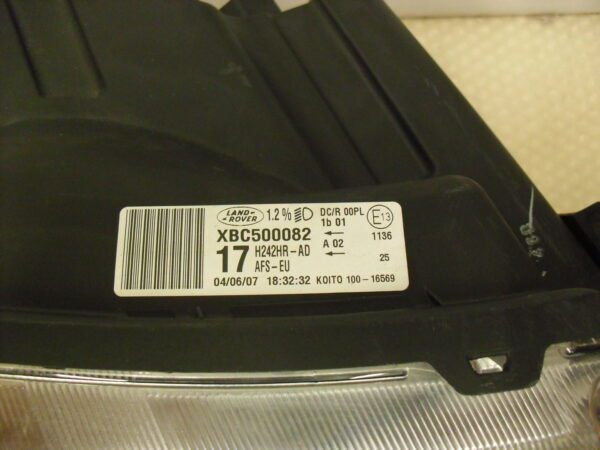 LAND ROVER 1.2% DC/R 00PL E13
1b 01
XBC500082 ← 1136
17 H242HR-AD A 02
AFS-EU ← 25
04/06/07 18:32:32 KOITO 100-16569